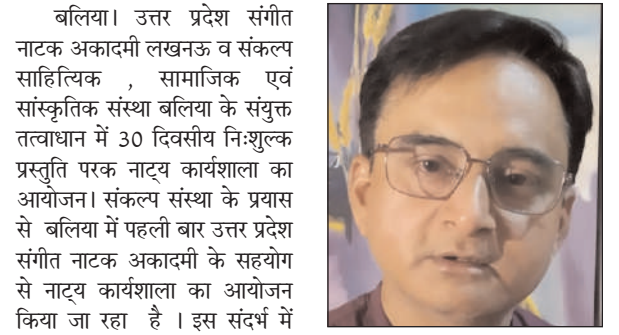 बलिया। उत्तर प्रदेश संगीत
नाटक अकादमी लखनऊ व संकल्प
साहित्यिक , सामाजिक एवं
सांस्कृतिक संस्था बलिया के संयुक्त
तत्वाधान में 30 दिवसीय निःशुल्क
प्रस्तुति परक नाट्य कार्यशाला का
आयोजन। संकल्प संस्था के प्रयास
से बलिया में पहली बार उत्तर प्रदेश
संगीत नाटक अकादमी के सहयोग
से नाट्य कार्यशाला का आयोजन
किया जा रहा है । इस संदर्भ में